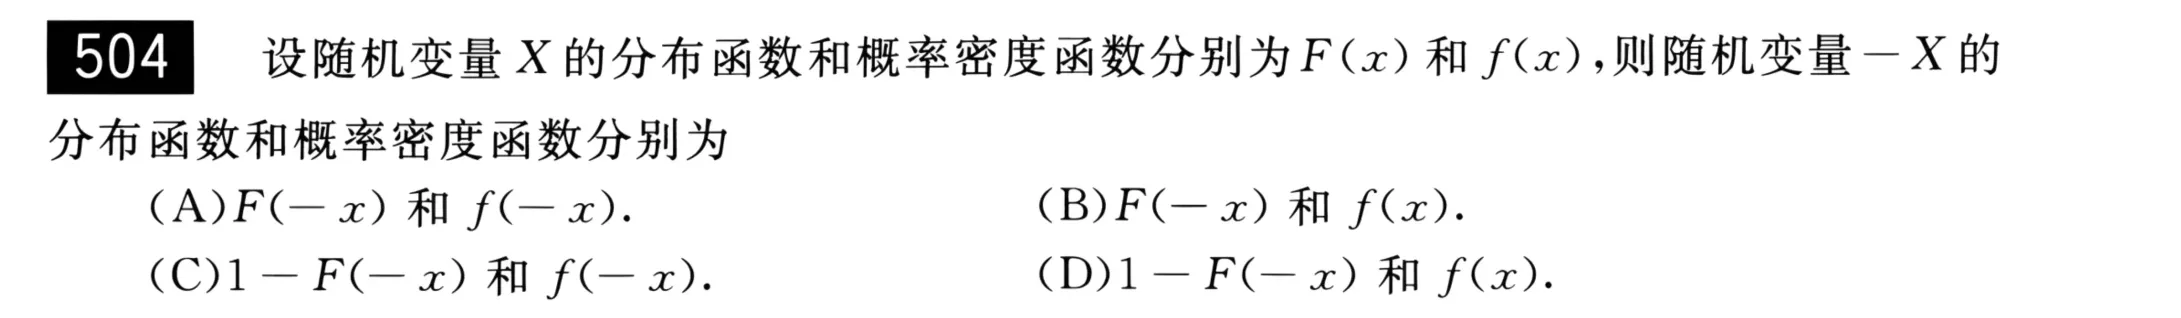 504 设随机变量 X 的分布函数和概率密度函数分别为 F(x) 和 f(x),则随机变量 − X 的
分布函数和概率密度函数分别为
(A)F(− x) 和 f(− x). (B)F(− x) 和 f(x).
(C)1 − F(− x) 和 f(− x). (D)1 − F(− x) 和 f(x).